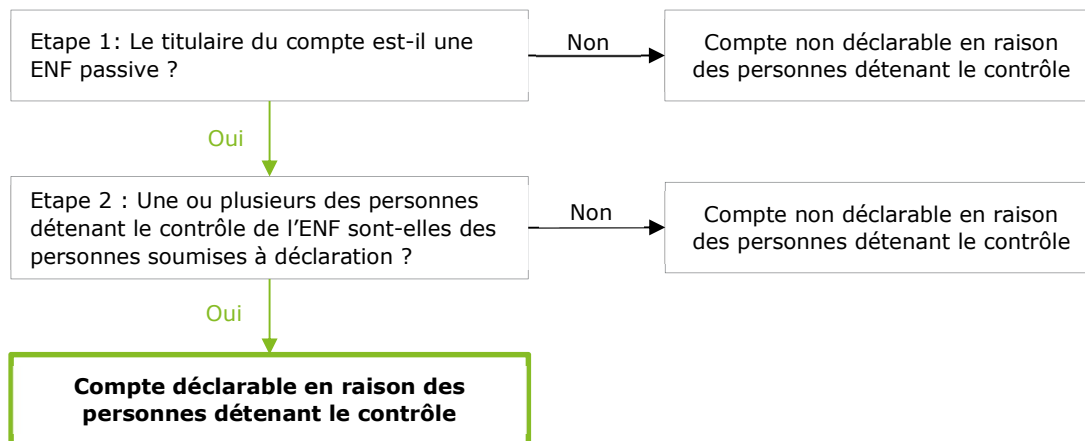 Etape 1: Le titulaire du compte est-il une
ENF passive ?
Non
Compte non déclarable en raison
des personnes détenant le contrôle
Oui
Etape 2 : Une ou plusieurs des personnes
détenant le contrôle de l'ENF sont-elles des
personnes soumises à déclaration ?
Non
Compte non déclarable en raison
des personnes détenant le contrôle
Oui
Compte déclarable en raison des
personnes détenant le contrôle